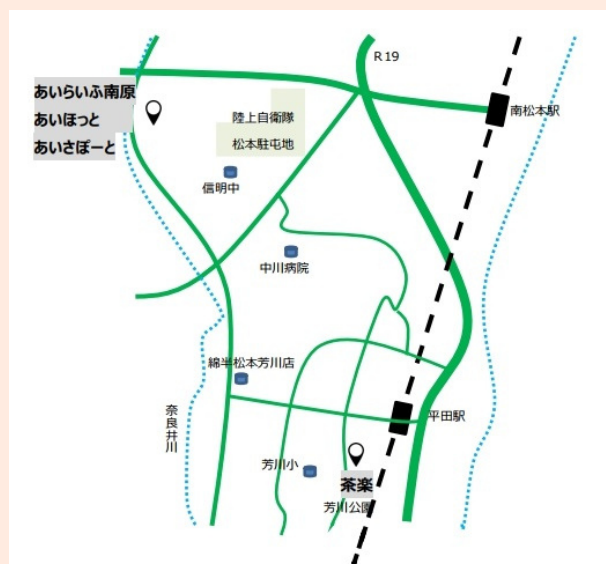 R19
あいらいふ南原
あいほっと
あいさぽーと
陸上自衛隊
松本駐屯地
南松本駅
信明中
中川病院
綿半松本芳川店
奈良井川
平田駅
芳川小
茶楽
芳川公園